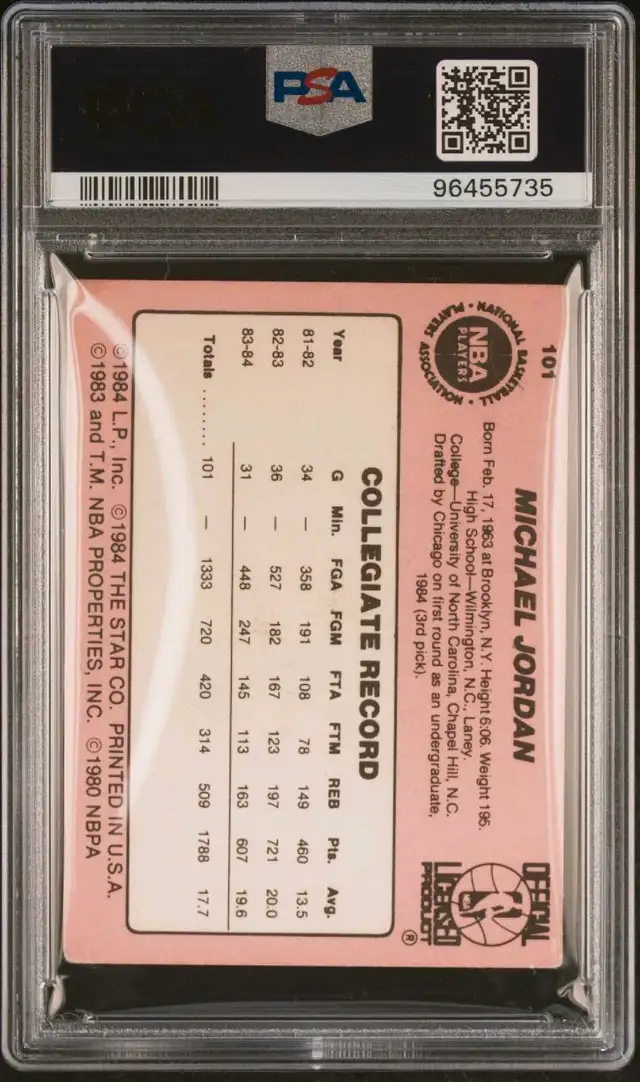 PSA
96455735
101
NATIONAL BASKETBALL
PLAYERS ASSOCIATION
NBA
PLAYERS
MICHAEL JORDAN
Born Feb. 17, 1963 at Brooklyn, N.Y. Height 6:06. Weight 195.
High School—Wilmington, N.C., Laney.
College—University of North Carolina, Chapel Hill, N.C.
Drafted by Chicago on first round as an undergraduate,
1984 (3rd pick).
OFFICIAL
LICENSED
PRODUCT
®
COLLEGIATE RECORD
Year G Min. FGA FGM FTA FTM REB Pts. Avg.
81-82 34 — 358 191 108 78 149 460 13.5
82-83 36 — 527 182 167 123 197 721 20.0
83-84 31 — 448 247 145 113 163 607 19.6
Totals ........ 101 — 1333 720 420 314 509 1788 17.7
©1984 L.P., Inc. ©1984 THE STAR CO. PRINTED IN U.S.A.
©1983 and T.M. NBA PROPERTIES, INC. ©1980 NBPA